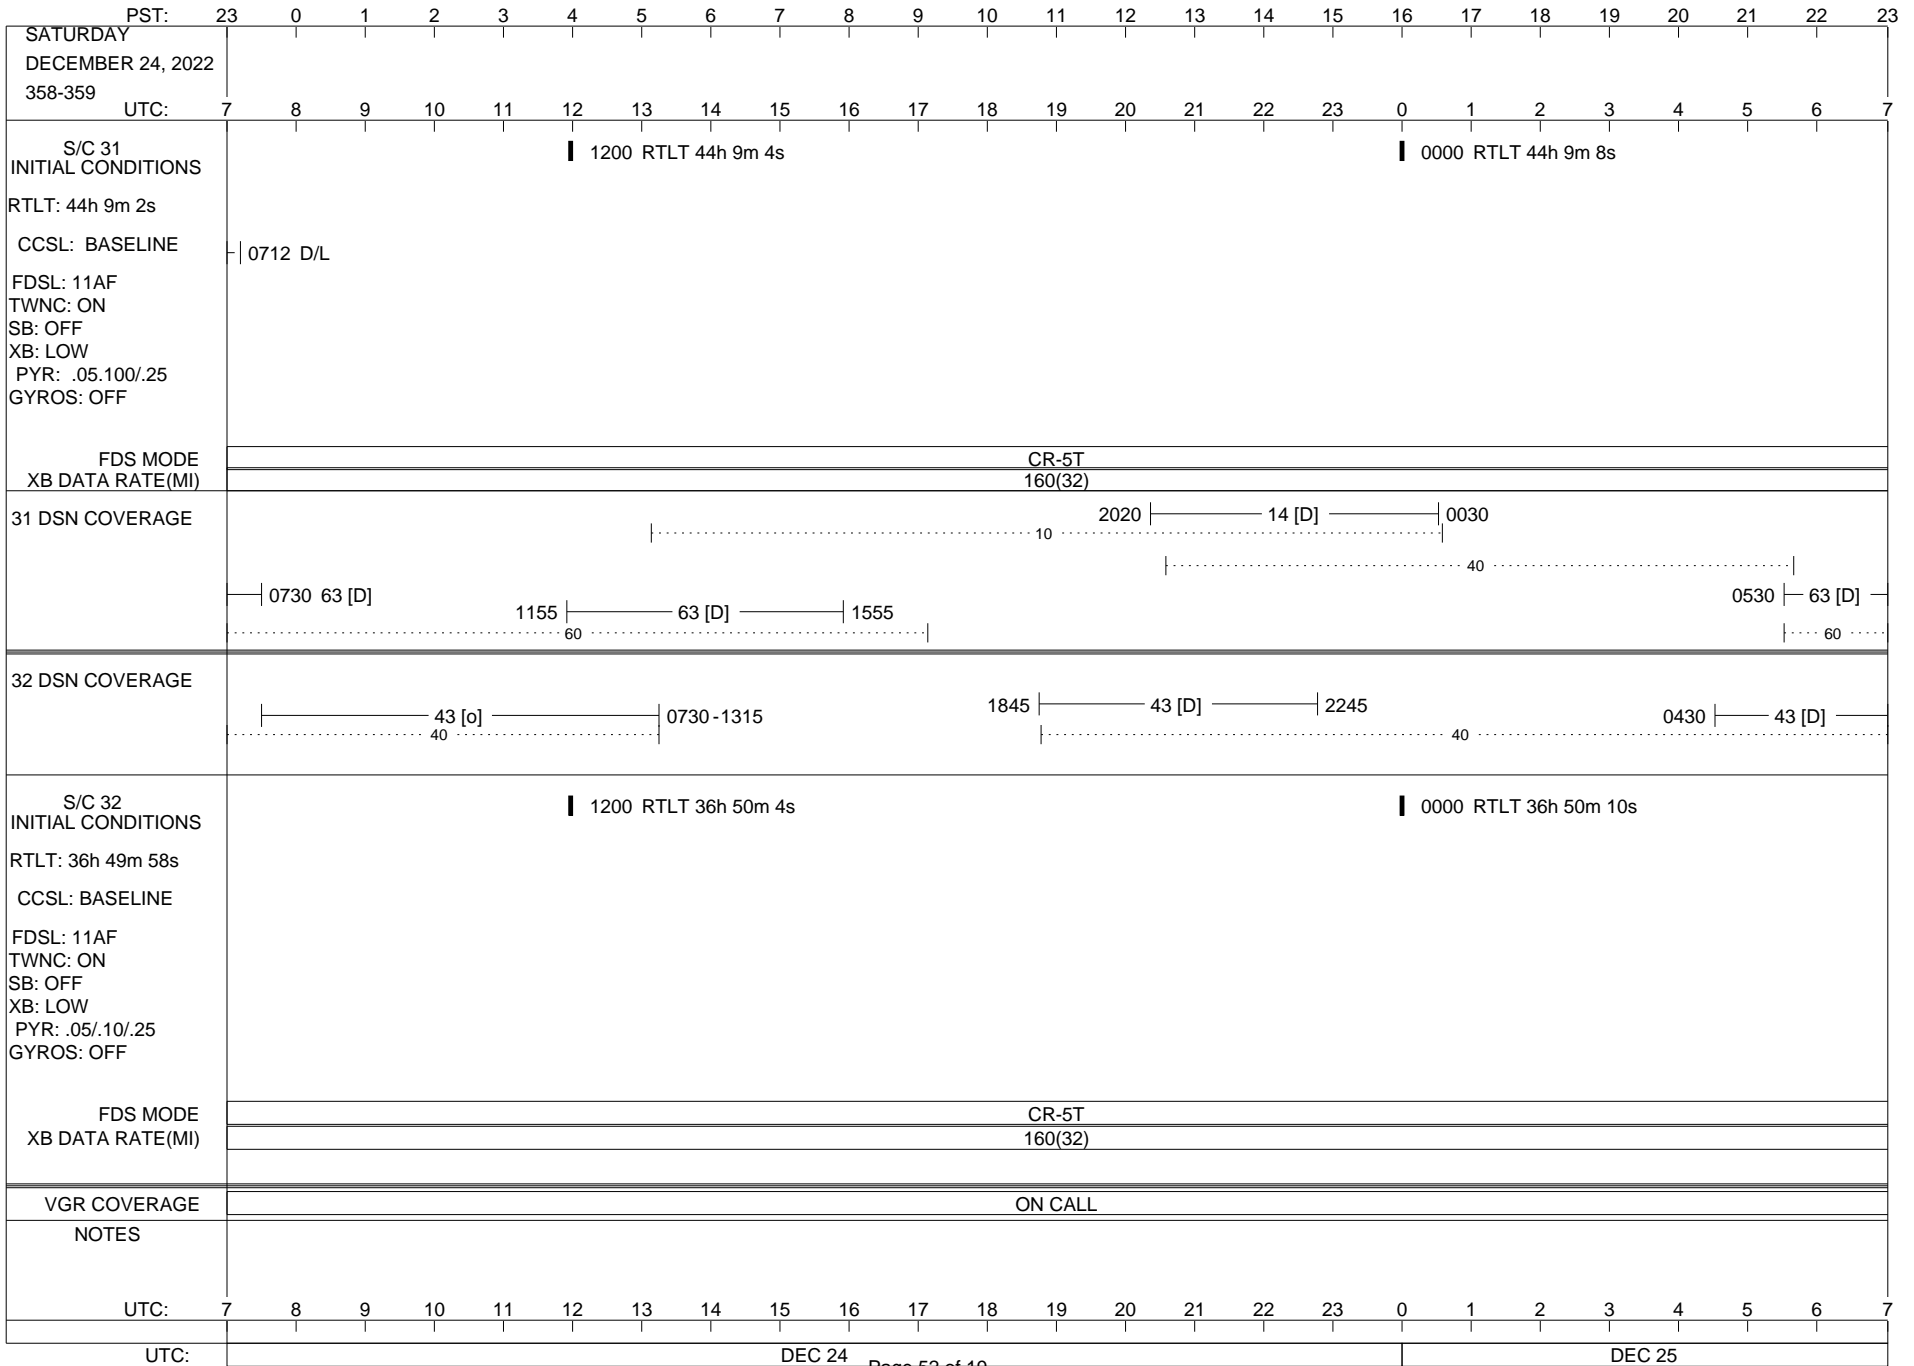 PST: 23 0 1 2 3 4 5 6 7 8 9 10 11 12 13 14 15 16 17 18 19 20 21 22 23
SATURDAY
DECEMBER 24, 2022
358-359
UTC: 7 8 9 10 11 12 13 14 15 16 17 18 19 20 21 22 23 0 1 2 3 4 5 6 7
S/C 31
INITIAL CONDITIONS
1200 RTLT 44h 9m 4s
0000 RTLT 44h 9m 8s
RTLT: 44h 9m 2s
CCSL: BASELINE
0712 D/L
FDSL: 11AF
TWNC: ON
SB: OFF
XB: LOW
PYR: .05.100/.25
GYROS: OFF
FDS MODE CR-5T
XB DATA RATE(MI) 160(32)
31 DSN COVERAGE
2020 14 [D] 0030
10
40
0730 63 [D]
0530 63 [D]
1155 63 [D] 1555
60 60
32 DSN COVERAGE
1845 43 [D] 2245
43 [o] 0730-1315
0430 43 [D]
40 40
S/C 32
INITIAL CONDITIONS
1200 RTLT 36h 50m 4s
0000 RTLT 36h 50m 10s
RTLT: 36h 49m 58s
CCSL: BASELINE
FDSL: 11AF
TWNC: ON
SB: OFF
XB: LOW
PYR: .05/.10/.25
GYROS: OFF
FDS MODE CR-5T
XB DATA RATE(MI) 160(32)
VGR COVERAGE ON CALL
NOTES
UTC: 7 8 9 10 11 12 13 14 15 16 17 18 19 20 21 22 23 0 1 2 3 4 5 6 7
UTC: DEC 24 DEC 25
Page 52 of 10